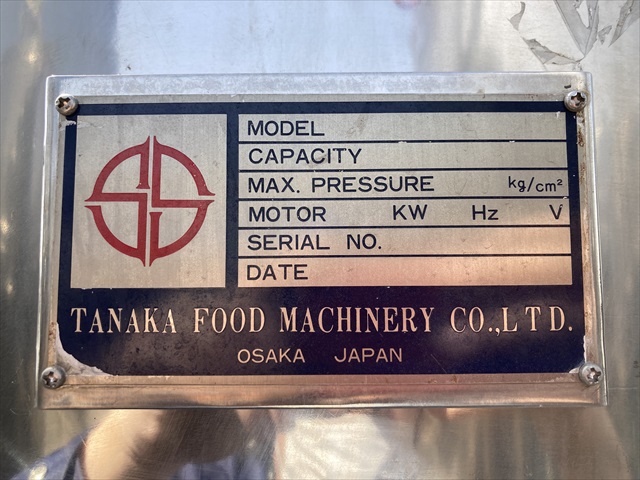 MODEL
CAPACITY
MAX. PRESSURE kg/cm²
MOTOR KW Hz V
SERIAL NO.
DATE
TANAKA FOOD MACHINERY CO.,LTD.
OSAKA JAPAN